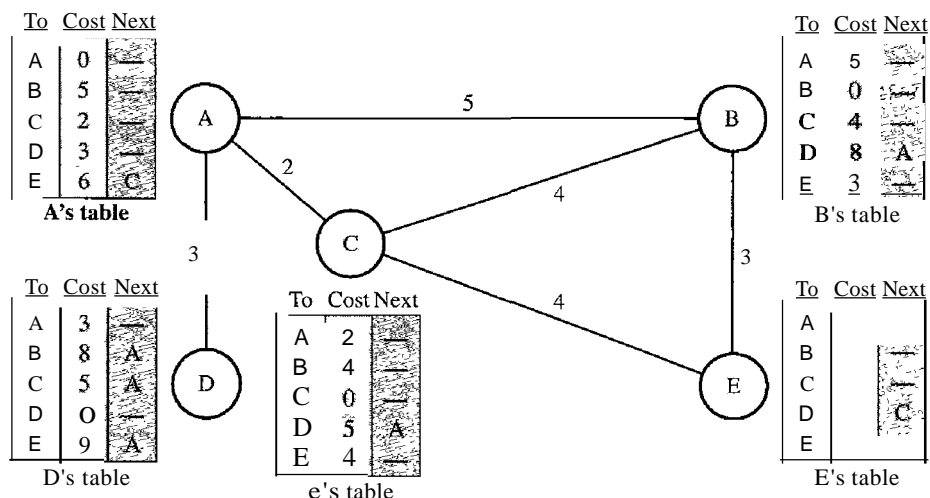 To Cost Next
A 0 —
B 5 —
C 2 —
D 3 —
E 6 C
A's table
To Cost Next
A 5 —
B 0 —
C 4 —
D 8 A
E 3 —
B's table
A
5
B
2
4
C
3
3
4
D
E
To Cost Next
A 3 —
B 8 A
C 5 A
D O —
E 9 A
D's table
To Cost Next
A 2 —
B 4 —
C 0 —
D 5 A
E 4 —
e's table
To Cost Next
A
B —
C —
D C
E
E's table